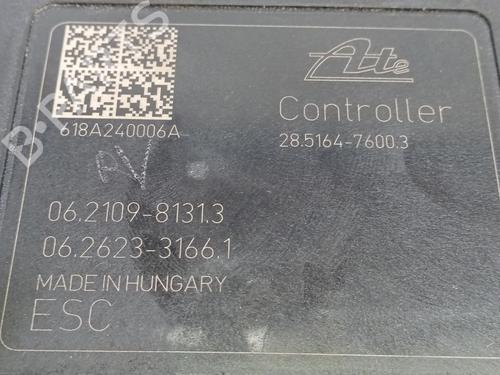 Ate
618A240006A
Controller
28.5164-7600.3
06.2109-8131.3
06.2623-3166.1
MADE IN HUNGARY
ESC
B-PARTS